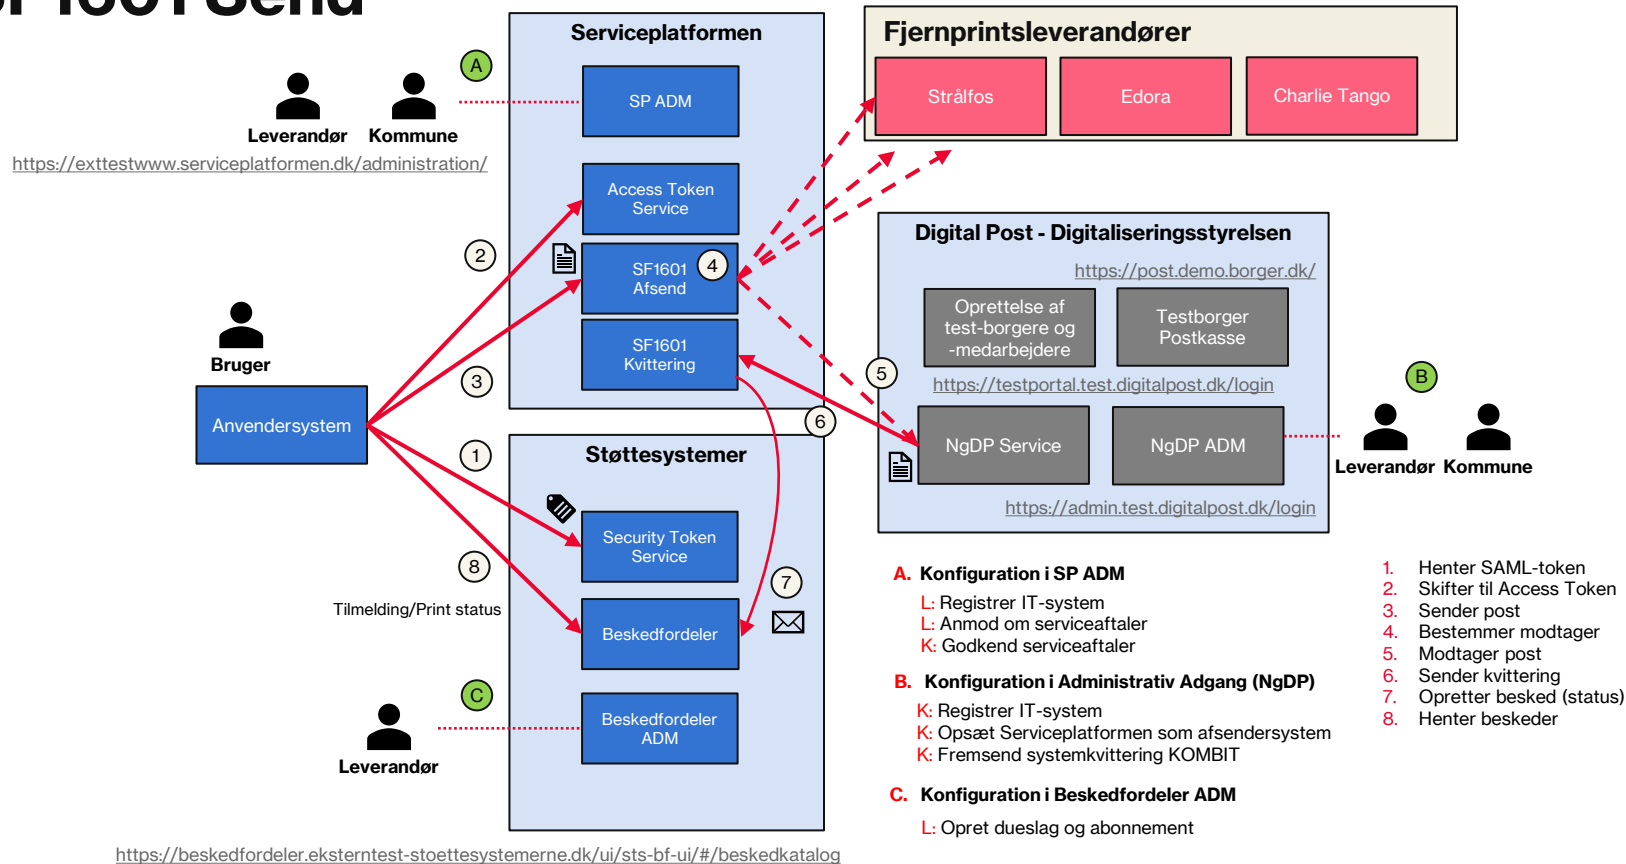 SF1601 Send
Serviceplatformen
SP ADM
A
Leverandør Kommune
https://exttestwww.serviceplatformen.dk/administration/
Access Token
Service
2
SF1601
Afsend
4
SF1601
Kvittering
3
Bruger
Anvendersystem
Fjernprintsleverandører
Strålfos
Edora
Charlie Tango
Digital Post - Digitaliseringsstyrelsen
https://post.demo.borger.dk/
Oprettelse af
test-borgere og
-medarbejdere
Testborger
Postkasse
https://testportal.test.digitalpost.dk/login
5
6
B
NgDP Service
NgDP ADM
Leverandør Kommune
https://admin.test.digitalpost.dk/login
Støttesystemer
1
Security Token
Service
8
Tilmelding/Print status
7
Beskedfordeler
C
Beskedfordeler
ADM
Leverandør
https://beskedfordeler.eksterntest-stoettesystemerne.dk/ui/sts-bf-ui/#/beskedkatalog
A. Konfiguration i SP ADM
L: Registrer IT-system
L: Anmod om serviceaftaler
K: Godkend serviceaftaler
B. Konfiguration i Administrativ Adgang (NgDP)
K: Registrer IT-system
K: Opsæt Serviceplatformen som afsendersystem
K: Fremsend systemkvittering KOMBIT
C. Konfiguration i Beskedfordeler ADM
L: Opret dueslag og abonnement
1. Henter SAML-token
2. Skifter til Access Token
3. Sender post
4. Bestemmer modtager
5. Modtager post
6. Sender kvittering
7. Opretter besked (status)
8. Henter beskeder